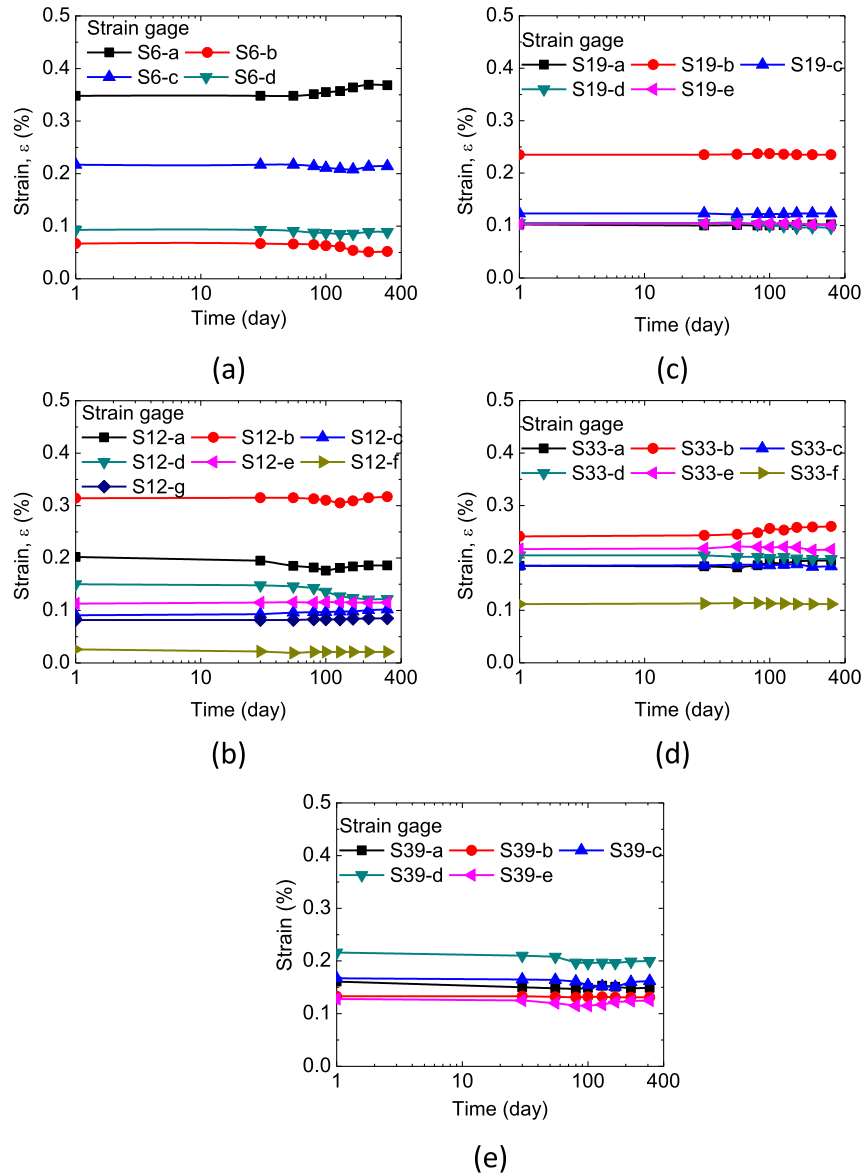 Strain gage
S6-a S6-b
S6-c S6-d
Strain, ε (%)
0.5
0.4
0.3
0.2
0.1
0.0
1 10 100 400
Time (day)
(a)
Strain gage
S19-a S19-b S19-c
S19-d S19-e
Strain, ε (%)
0.5
0.4
0.3
0.2
0.1
0.0
1 10 100 400
Time (day)
(c)
Strain gage
S12-a S12-b S12-c
S12-d S12-e S12-f
S12-g
Strain, ε (%)
0.5
0.4
0.3
0.2
0.1
0.0
1 10 100 400
Time (day)
(b)
Strain gage
S33-a S33-b S33-c
S33-d S33-e S33-f
Strain, ε (%)
0.5
0.4
0.3
0.2
0.1
0.0
1 10 100 400
Time (day)
(d)
Strain gage
S39-a S39-b S39-c
S39-d S39-e
Strain (%)
0.5
0.4
0.3
0.2
0.1
0.0
1 10 100 400
Time (day)
(e)